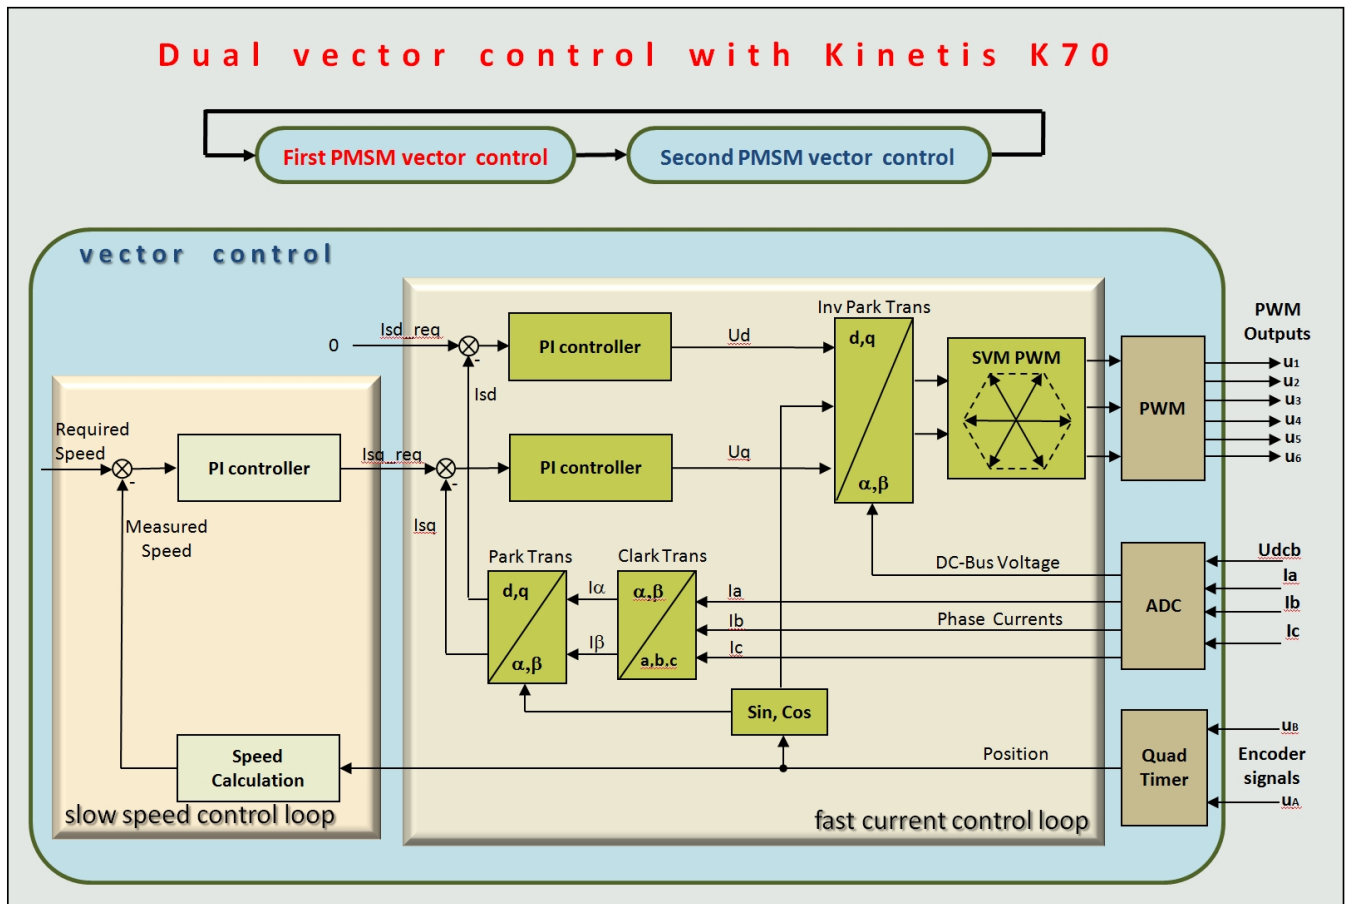 Dual vector control with Kinetis K70
First PMSM vector control
Second PMSM vector control
vector control
Inv Park Trans
PWM
Outputs
Isd_req
0
PI controller
Ud
d,q
SVM PWM
PWM
u1
u2
u3
u4
u5
u6
-
Isd
Required
Speed
PI controller
Isq_req
PI controller
Uq
α,β
-
-
Isq
Measured
Speed
Park Trans
Clark Trans
DC-Bus Voltage
Udcb
d,q
Iα
α,β
Ia
ADC
Ia
Ib
Phase Currents
Ib
α,β
Iβ
a,b,c
Ic
Ic
Sin, Cos
Speed
Calculation
Position
Quad
Timer
uB
Encoder
signals
uA
slow speed control loop
fast current control loop